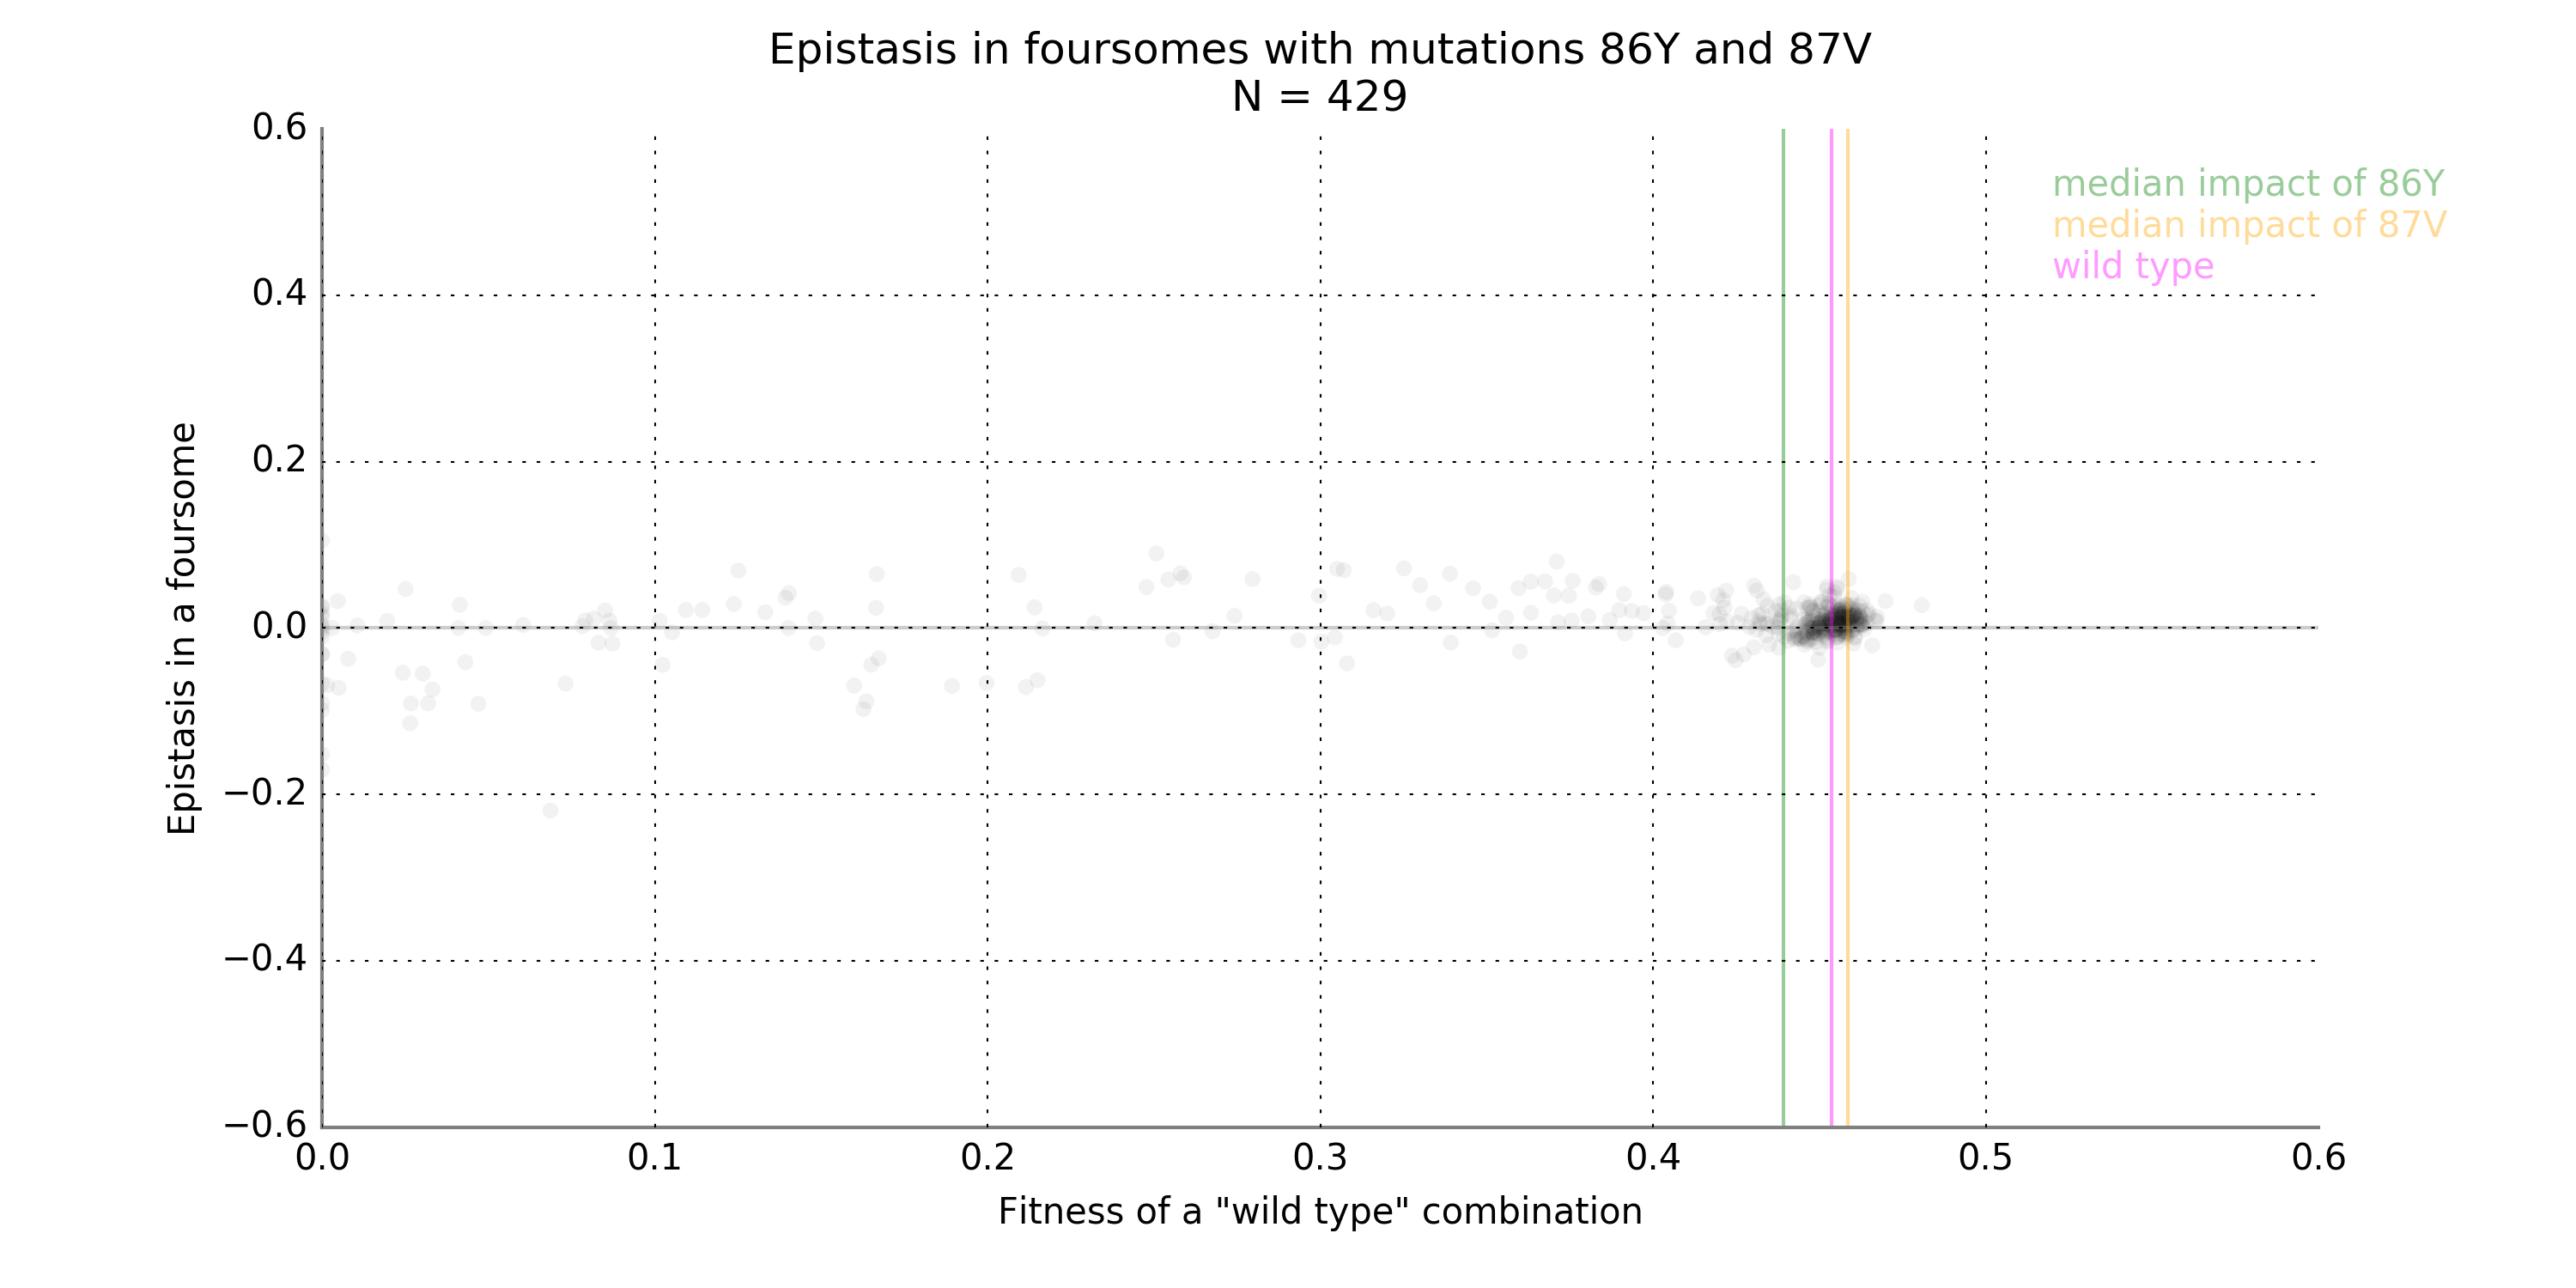 Epistasis in foursomes with mutations 86Y and 87V
N = 429
0.6
0.4
0.2
0.0
−0.2
−0.4
−0.6
Epistasis in a foursome
median impact of 86Y
median impact of 87V
wild type
0.0 0.1 0.2 0.3 0.4 0.5 0.6
Fitness of a "wild type" combination